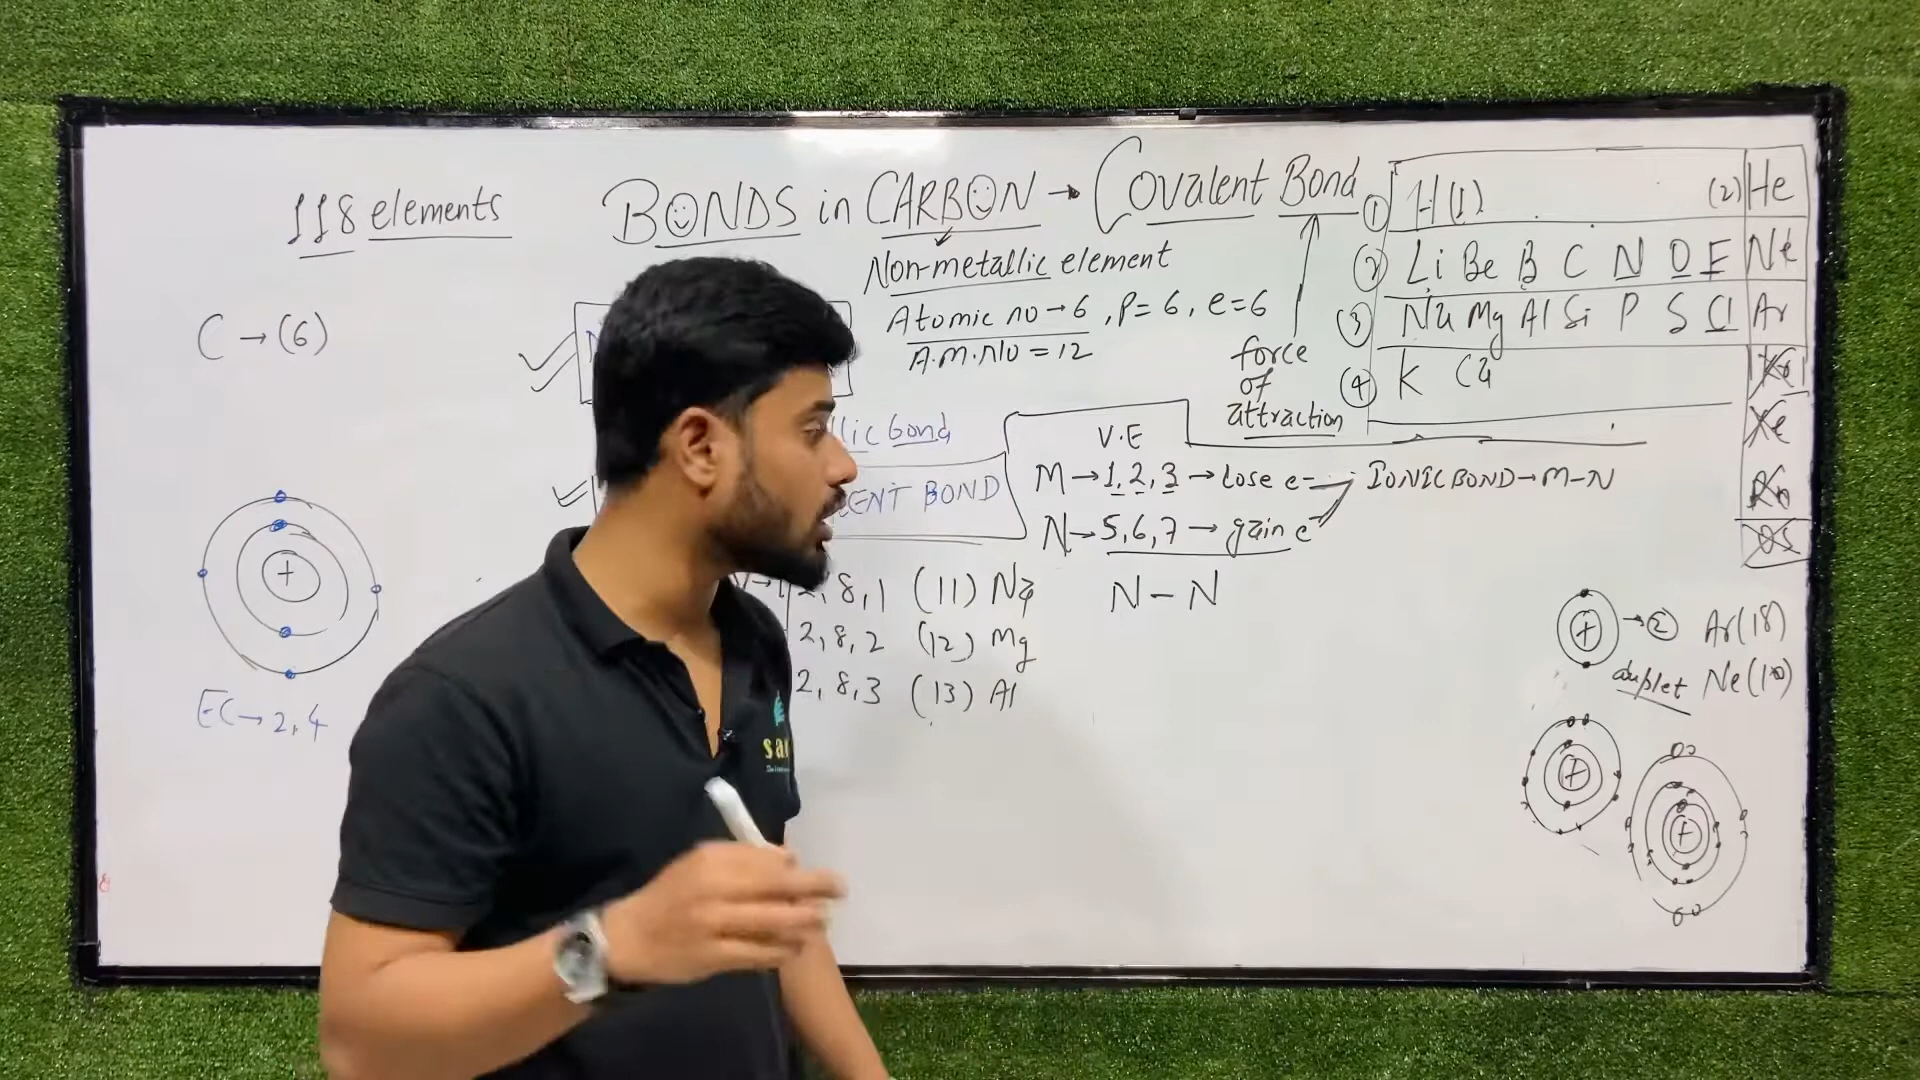 118 elements
BONDS in CARBON → Covalent Bond
Non-metallic element
Atomic no → 6 , P = 6 , e = 6
A.M.No = 12
C → (6)
force
of
attraction
① H(1) (2) He
② Li Be B C N O F Ne
③ Na Mg Al Si P S Cl Ar
④ K Ca Kr
Xe
Rn
lic bond
ENT BOND
V.E
M → 1, 2, 3 → lose e- IONIC BOND → M-N
N → 5, 6, 7 → gain e-
N - N
8, 1 (11) Na
2, 8, 2 (12) Mg
2, 8, 3 (13) Al
+
EC → 2, 4
+ → ② Ar(18)
duplet Ne(10)
+
+
sa